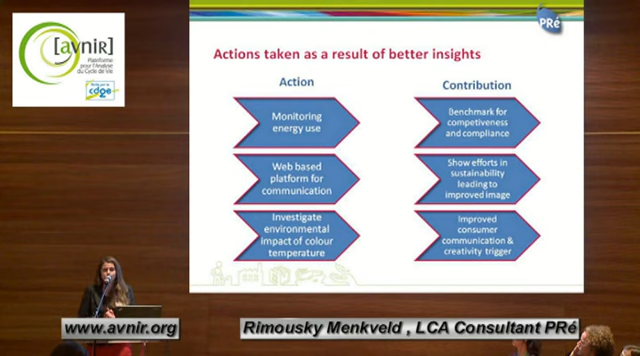 [avniR]
Plateforme
pour l'Analyse
du Cycle de Vie
cd2e
PRé
Actions taken as a result of better insights
Action
Contribution
Monitoring
energy use
Benchmark for
competiveness
and compliance
Web based
platform for
communication
Show efforts in
sustainability
leading to
improved image
Investigate
environmental
impact of colour
temperature
Improved
consumer
communication &
creativity trigger
www.avnir.org
Rimousky Menkveld , LCA Consultant PRé